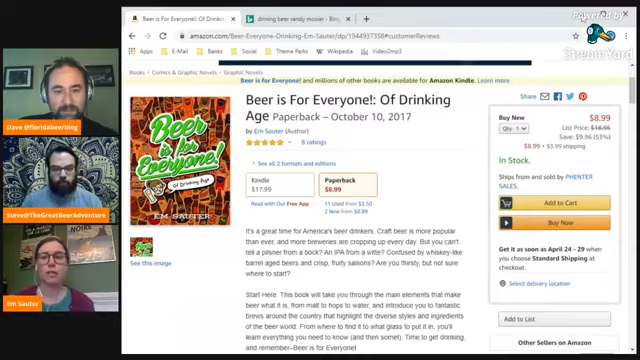 Beer is For Everyone!: Of Drinkin
drining beer randy mosier - Bing
Powered by
StreamYard
amazon.com/Beer-Everyone-Drinking-Em-Sauter/dp/1944937358#customerReviews
Amazon
Suggested Sites
Gmail
YouTube
Maps
Yahoo
Video2mp3
Books › Comics & Graphic Novels › Graphic Novels
Beer is for Everyone! and millions of other books are available for Amazon Kindle. Learn more
Beer is For Everyone!: Of Drinking
Age Paperback – October 10, 2017
by Em Sauter (Author)
8 ratings
See all 2 formats and editions
Kindle
$17.99
Paperback
$8.99
Read with Our Free App
11 Used from $3.50
2 New from $8.99
It's a great time for America's beer drinkers. Craft beer is more popular
than ever, and more breweries are cropping up every day. But you can't
tell a pilsner from a bock? An IPA from a witte? Confused by whiskey-like
barrel aged beers and crisp, fruity saisons? Are you thirsty, but not sure
where to start?
Start Here. This book will take you through the main elements that make
beer what it is, from malt to hops to water, and introduce you to fantastic
brews around the country that highlight the diverse styles and ingredients
of the beer world. From where to find it to what glass to put it in, you'll
learn everything you need to know (and then some!). Time to get drinking,
and remember–Beer is for Everyone!
Beer
is for
Everyone!
Of Drinking Age
EM SAUTER
See this image
Share
Buy New
$8.99
Qty: 1
List Price: $18.95
Save: $9.96 (53%)
$8.99 + $3.99 shipping
In Stock.
Ships from and sold by PHENTER
SALES.
Add to Cart
Buy Now
Get it as soon as April 24 - 29
when you choose
Standard Shipping at
checkout.
Select delivery location
Add to List
Other Sellers on Amazon
Dave @floridabeerblog
Steve@TheGreatBeerAdventure
NOIRE
Em Sauter